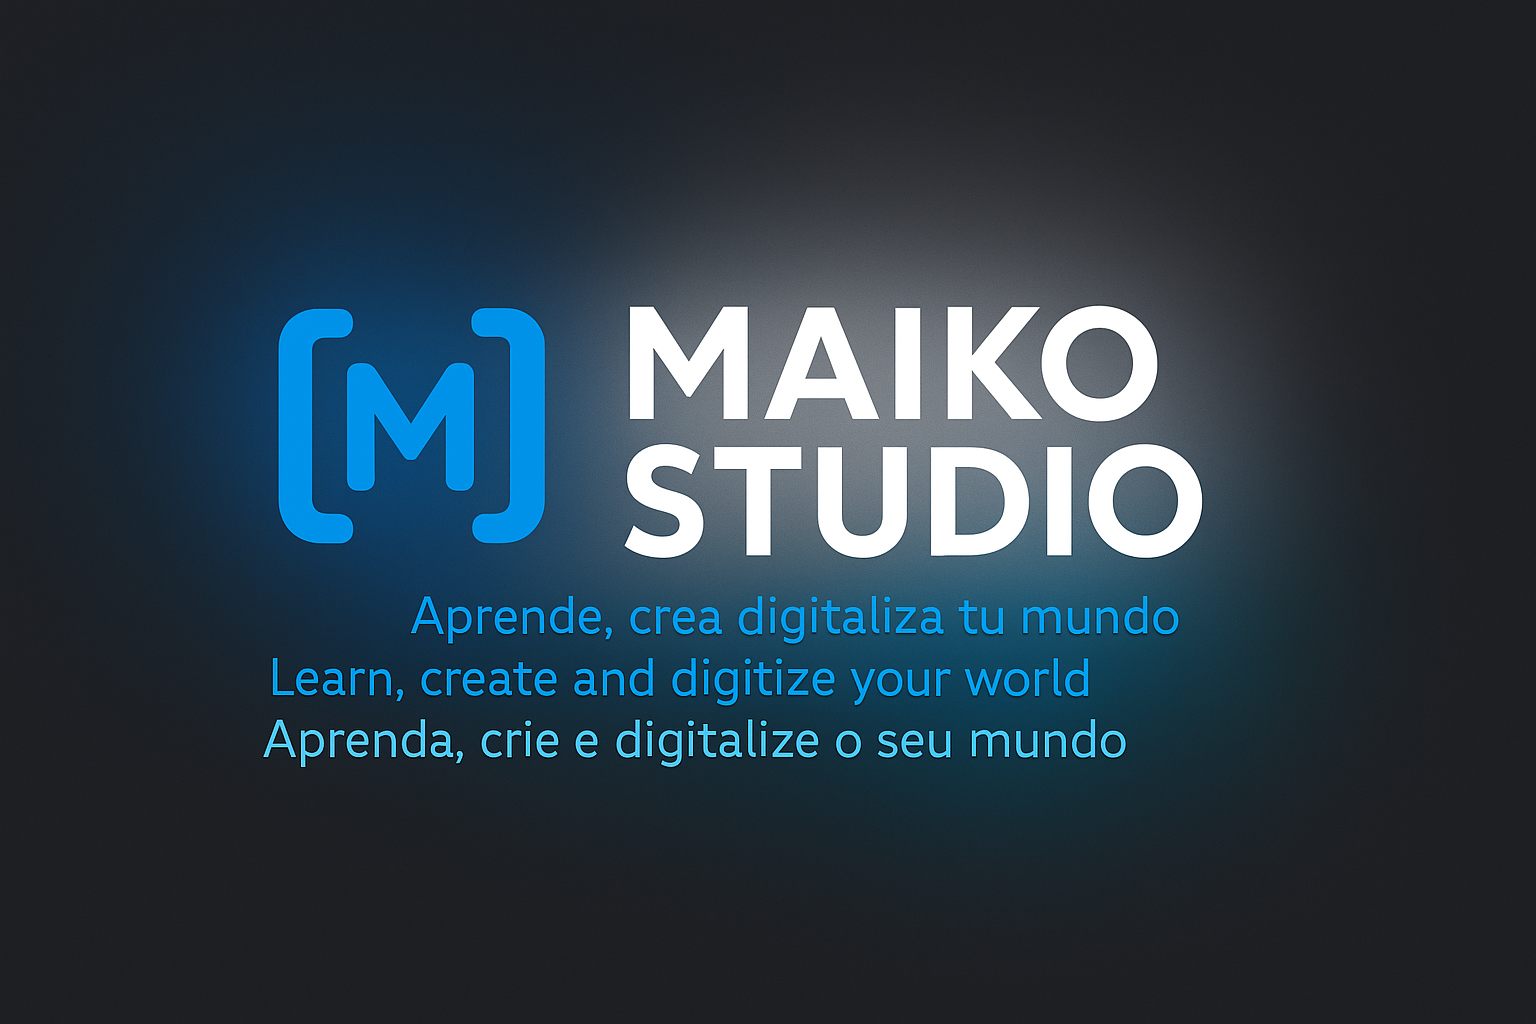 [M]
MAIKO
STUDIO
Aprende, crea digitaliza tu mundo
Learn, create and digitize your world
Aprenda, crie e digitalize o seu mundo